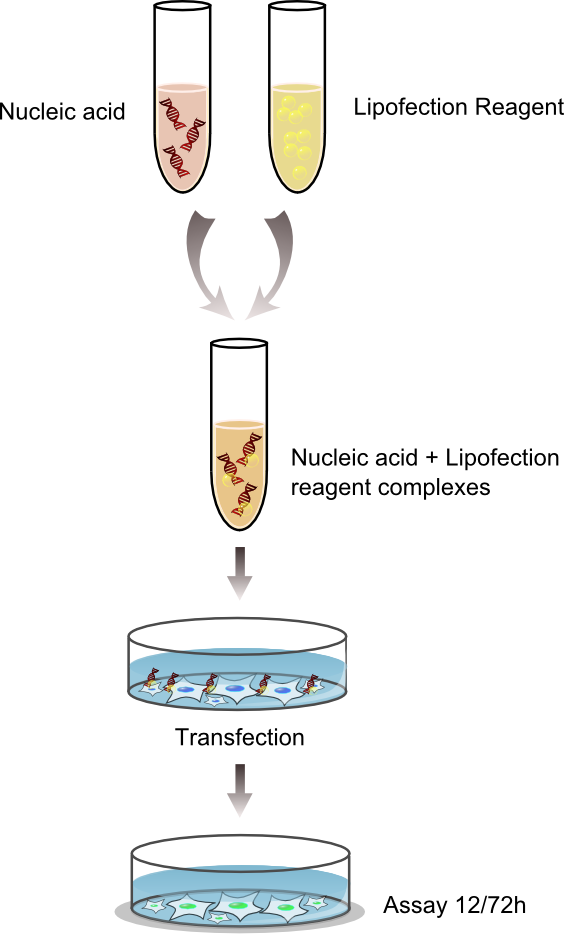 Nucleic acid
Lipofection Reagent
Nucleic acid + Lipofection
reagent complexes
Transfection
Assay 12/72h